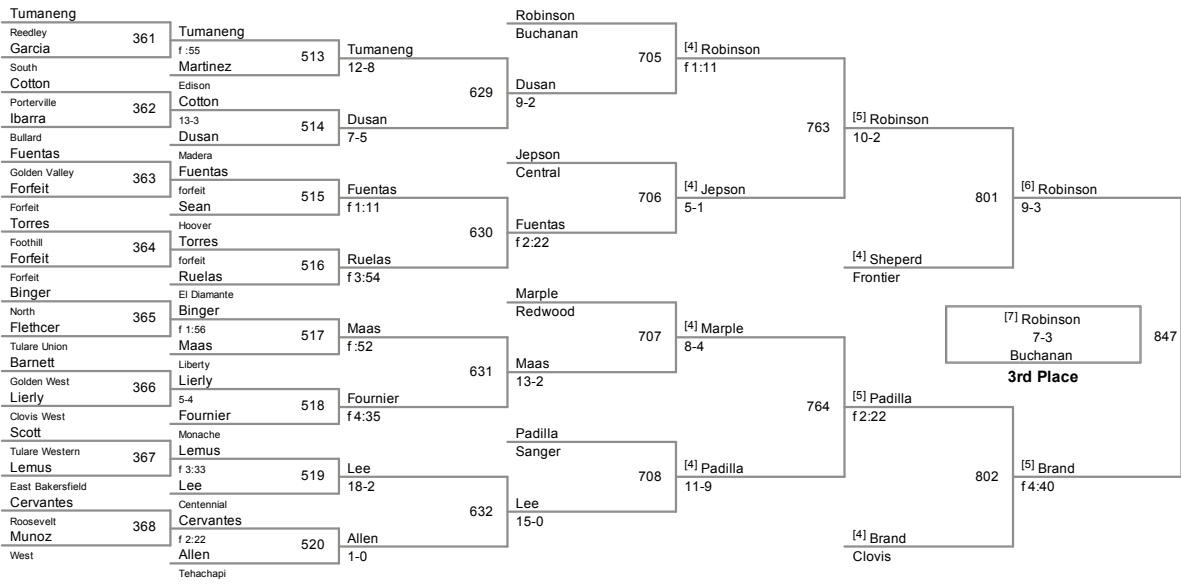 Tumaneng
Reedley
361
Garcia
South
Cotton
Porterville
362
Ibarra
Bullard
Fuentas
Golden Valley
363
Forfeit
Forfeit
Torres
Foothill
364
Forfeit
Forfeit
Binger
North
365
Flethcer
Tulare Union
Barnett
Golden West
366
Lierly
Clovis West
Scott
Tulare Western
367
Lemus
East Bakersfield
Cervantes
Roosevelt
368
Munoz
West
Tumaneng
f :55
513
Martinez
Edison
Cotton
13-3
514
Dusan
Madera
Fuentas
forfeit
515
Sean
Hoover
Torres
forfeit
516
Ruelas
El Diamante
Binger
f 1:56
517
Maas
Liberty
Lierly
5-4
518
Fournier
Monache
Lemus
f 3:33
519
Lee
Centennial
Cervantes
f 2:22
520
Allen
Tehachapi
Tumaneng
12-8
629
Dusan
7-5
Fuentas
f 1:11
630
Ruelas
f 3:54
Maas
f :52
631
Fournier
f 4:35
Lee
18-2
632
Allen
1-0
Robinson
Buchanan
705
Dusan
9-2
Jepson
Central
706
Fuentas
f 2:22
Marple
Redwood
707
Maas
13-2
Padilla
Sanger
708
Lee
15-0
[4] Robinson
f 1:11
763
[4] Jepson
5-1
[4] Marple
8-4
764
[4] Padilla
11-9
[5] Robinson
10-2
801
[4] Sheperd
Frontier
[5] Padilla
f 2:22
802
[4] Brand
Clovis
[6] Robinson
9-3
[7] Robinson
7-3
Buchanan
847
3rd Place
[5] Brand
f 4:40